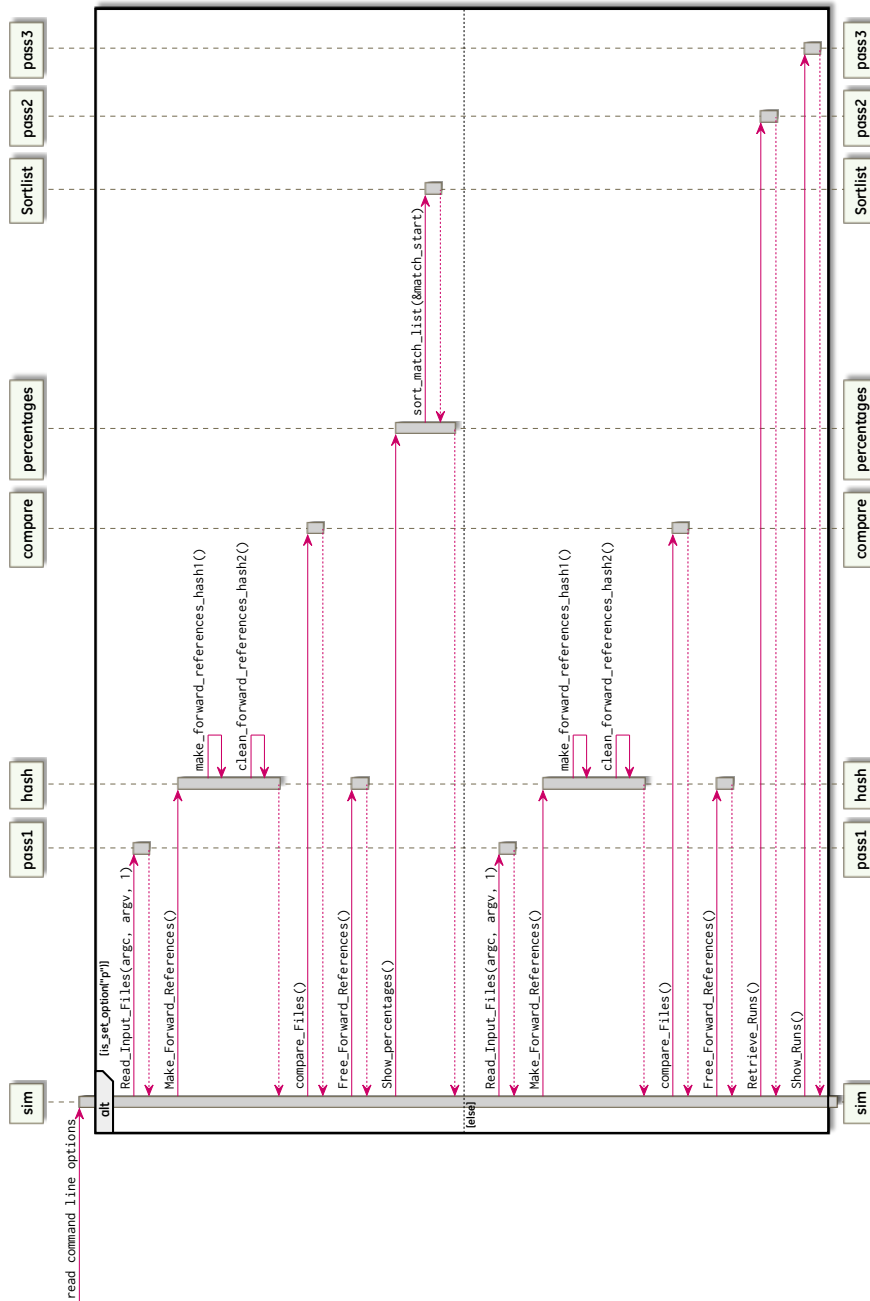 sim
pass1
hash
compare
percentages
Sortlist
pass2
pass3
read command line options
alt
[is_set_option("p")]
Read_Input_Files(argc, argv, 1)
Make_Forward_References()
make_forward_references_hash1()
clean_forward_references_hash2()
compare_Files()
Free_Forward_References()
Show_percentages()
sort_match_list(&match_start)
[else]
Read_Input_Files(argc, argv, 1)
Make_Forward_References()
make_forward_references_hash1()
clean_forward_references_hash2()
compare_Files()
Free_Forward_References()
Retrieve_Runs()
Show_Runs()
sim
pass1
hash
compare
percentages
Sortlist
pass2
pass3